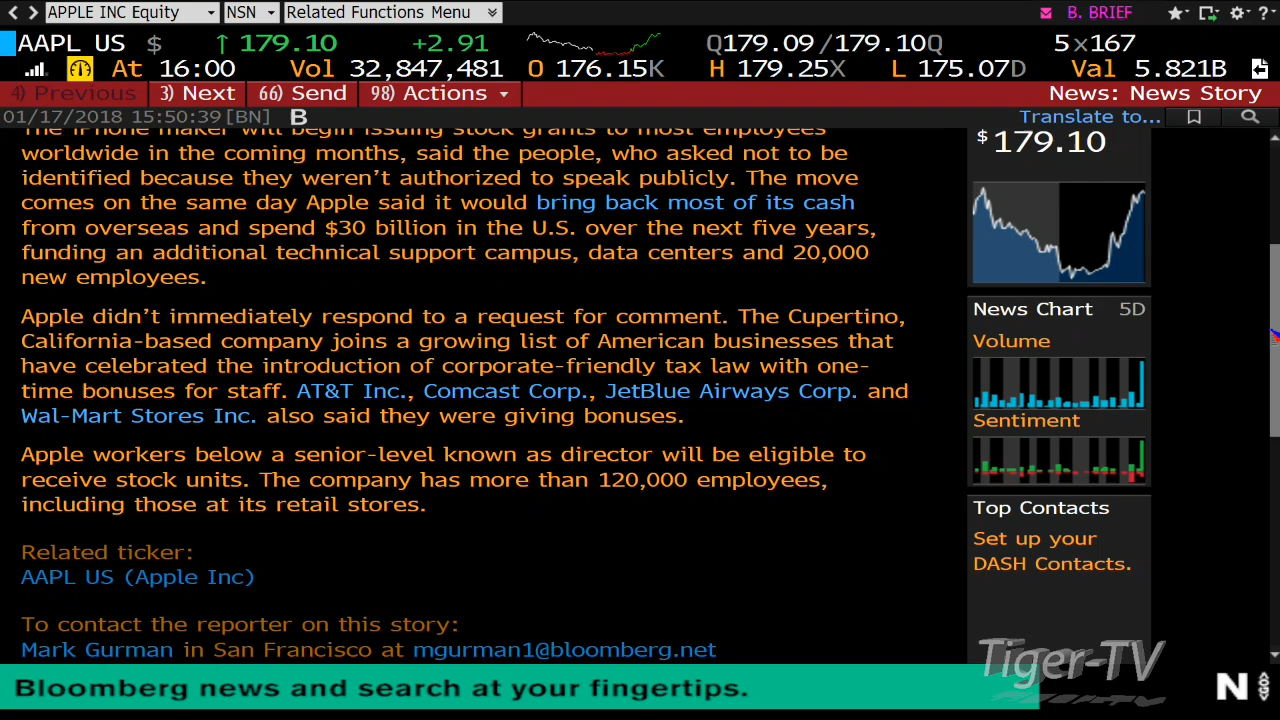 APPLE INC Equity NSN Related Functions Menu B. BRIEF ?
AAPL US $ ↑ 179.10 +2.91 Q179.09/179.10Q 5x167
At 16:00 Vol 32,847,481 O 176.15K H 179.25X L 175.07D Val 5.821B
4) Previous 3) Next 66) Send 98) Actions News: News Story
01/17/2018 15:50:39 [BN] B Translate to...
The iPhone maker will begin issuing stock grants to most employees
worldwide in the coming months, said the people, who asked not to be
identified because they weren't authorized to speak publicly. The move
comes on the same day Apple said it would bring back most of its cash
from overseas and spend $30 billion in the U.S. over the next five years,
funding an additional technical support campus, data centers and 20,000
new employees.
Apple didn't immediately respond to a request for comment. The Cupertino,
California-based company joins a growing list of American businesses that
have celebrated the introduction of corporate-friendly tax law with one-
time bonuses for staff. AT&T Inc., Comcast Corp., JetBlue Airways Corp. and
Wal-Mart Stores Inc. also said they were giving bonuses.
Apple workers below a senior-level known as director will be eligible to
receive stock units. The company has more than 120,000 employees,
including those at its retail stores.
Related ticker:
AAPL US (Apple Inc)
To contact the reporter on this story:
Mark Gurman in San Francisco at mgurman1@bloomberg.net
$179.10
News Chart 5D
Volume
Sentiment
Top Contacts
Set up your
DASH Contacts.
Tiger-TV
Bloomberg news and search at your fingertips.